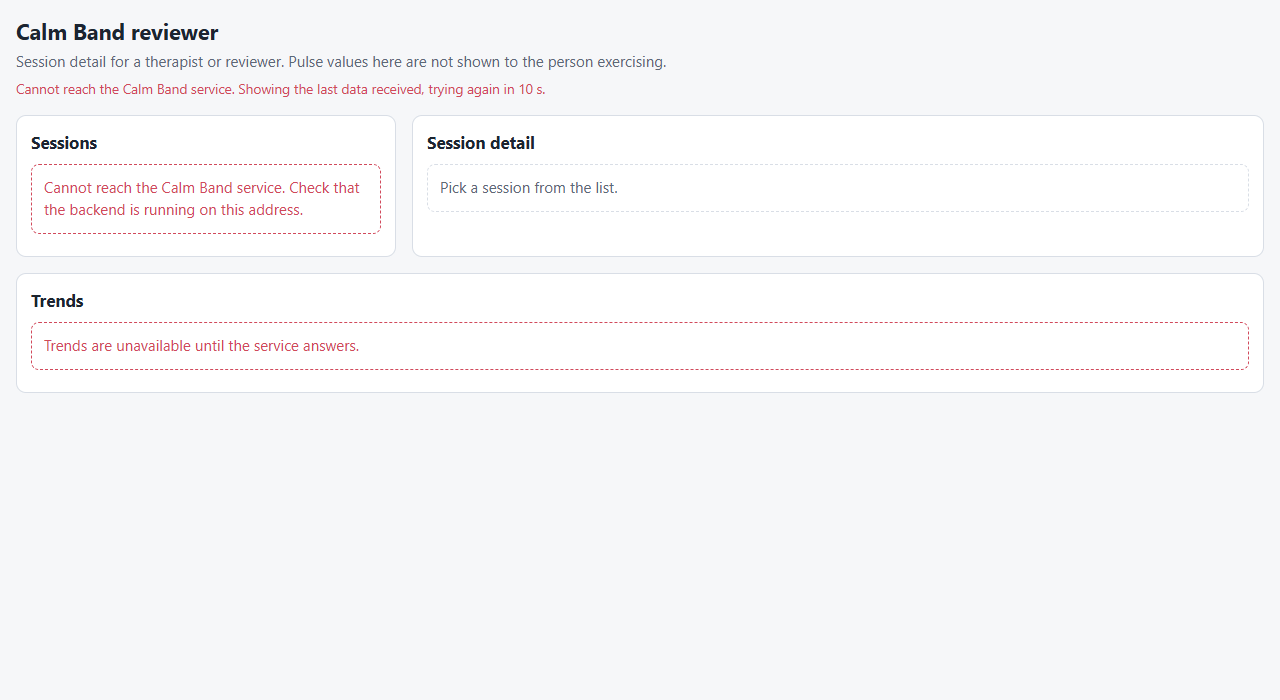 Calm Band reviewer
Session detail for a therapist or reviewer. Pulse values here are not shown to the person exercising.
Cannot reach the Calm Band service. Showing the last data received, trying again in 10 s.
Sessions
Cannot reach the Calm Band service. Check that
the backend is running on this address.
Session detail
Pick a session from the list.
Trends
Trends are unavailable until the service answers.